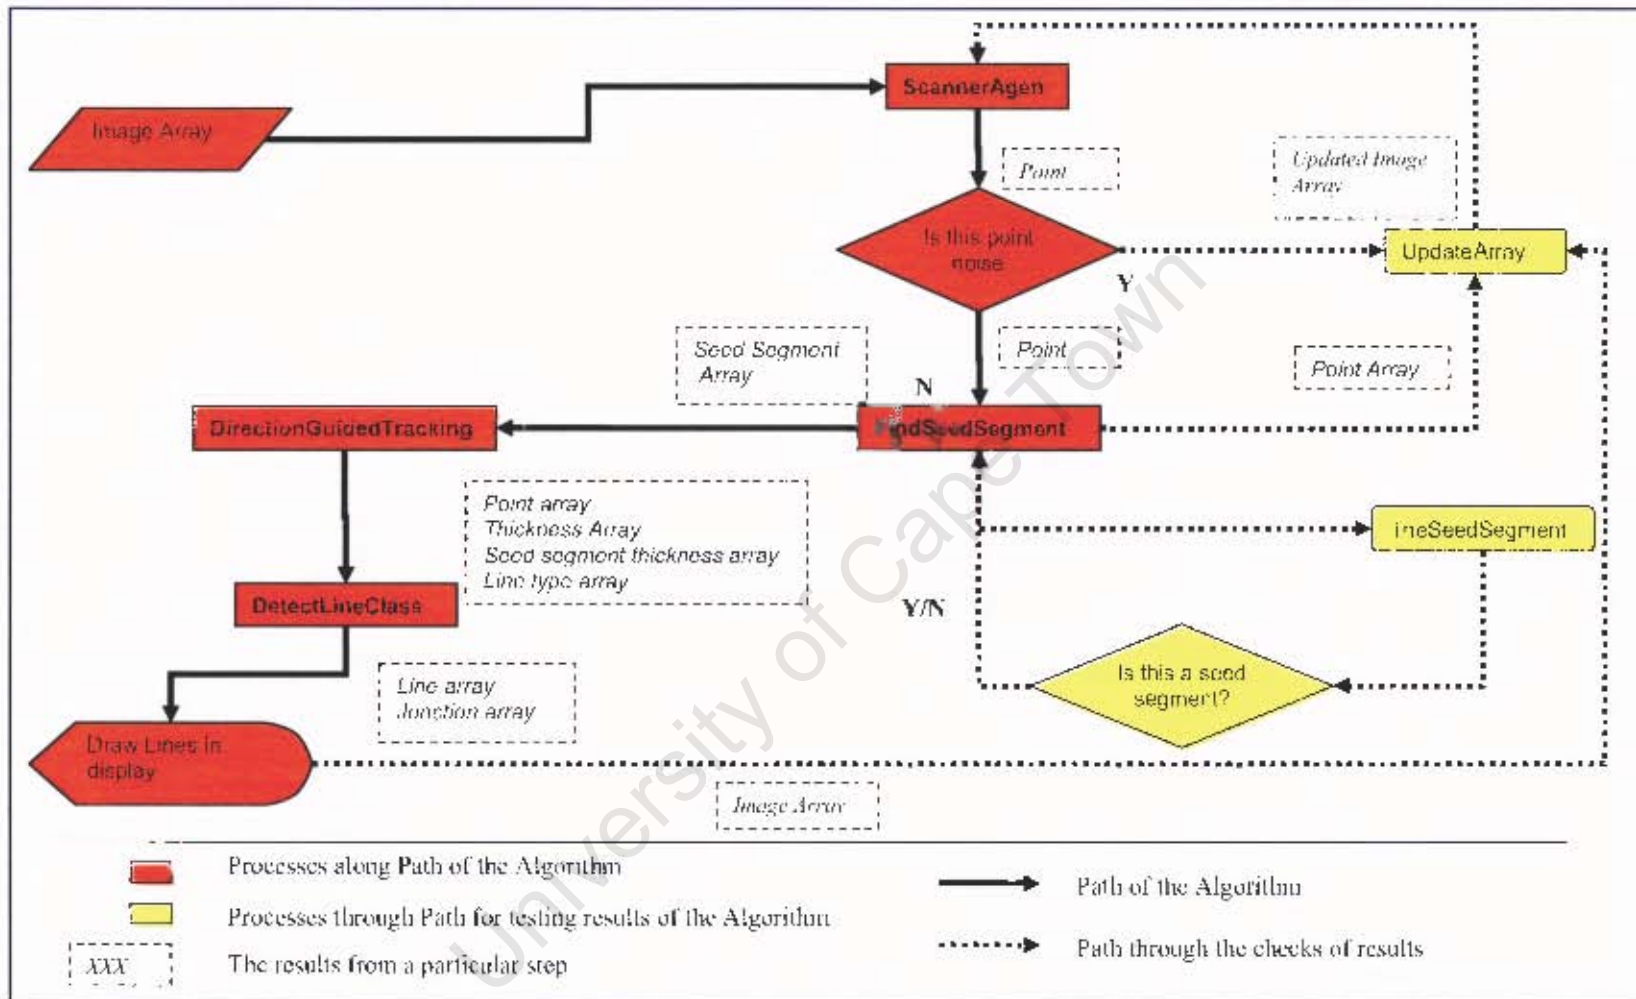 ScannerAgen
Image Array
Point
Updated Image
Array
Is this point
noise
Y
UpdateArray
Seed Segment
Array
N
Point
Point Array
DirectionGuidedTracking
FindSeedSegment
Point array
Thickness Array
Seed segment thickness array
Line type array
ineSeedSegment
DetectLineClass
Y/N
Is this a seed
segment?
Line array
Junction array
Draw Lines in
display
Image Array
Processes along Path of the Algorithm
Path of the Algorithm
Processes through Path for testing results of the Algorithm
Path through the checks of results
XXX
The results from a particular step
University of Cape Town